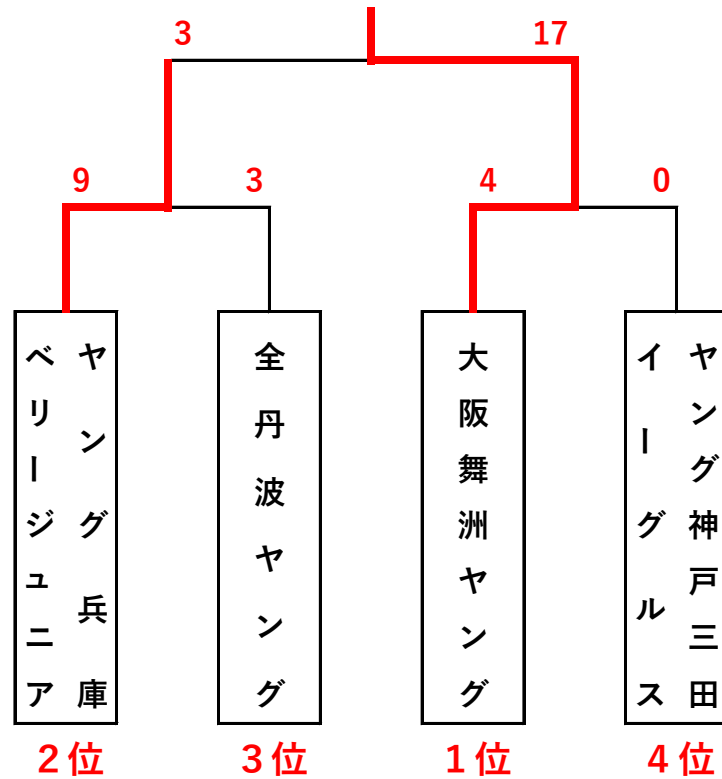 3
17
9
3
4
0
ヤング兵庫
ベリージュニア
全丹波ヤング
大阪舞洲ヤング
ヤング神戸三田
イーグルス
2位
3位
1位
4位